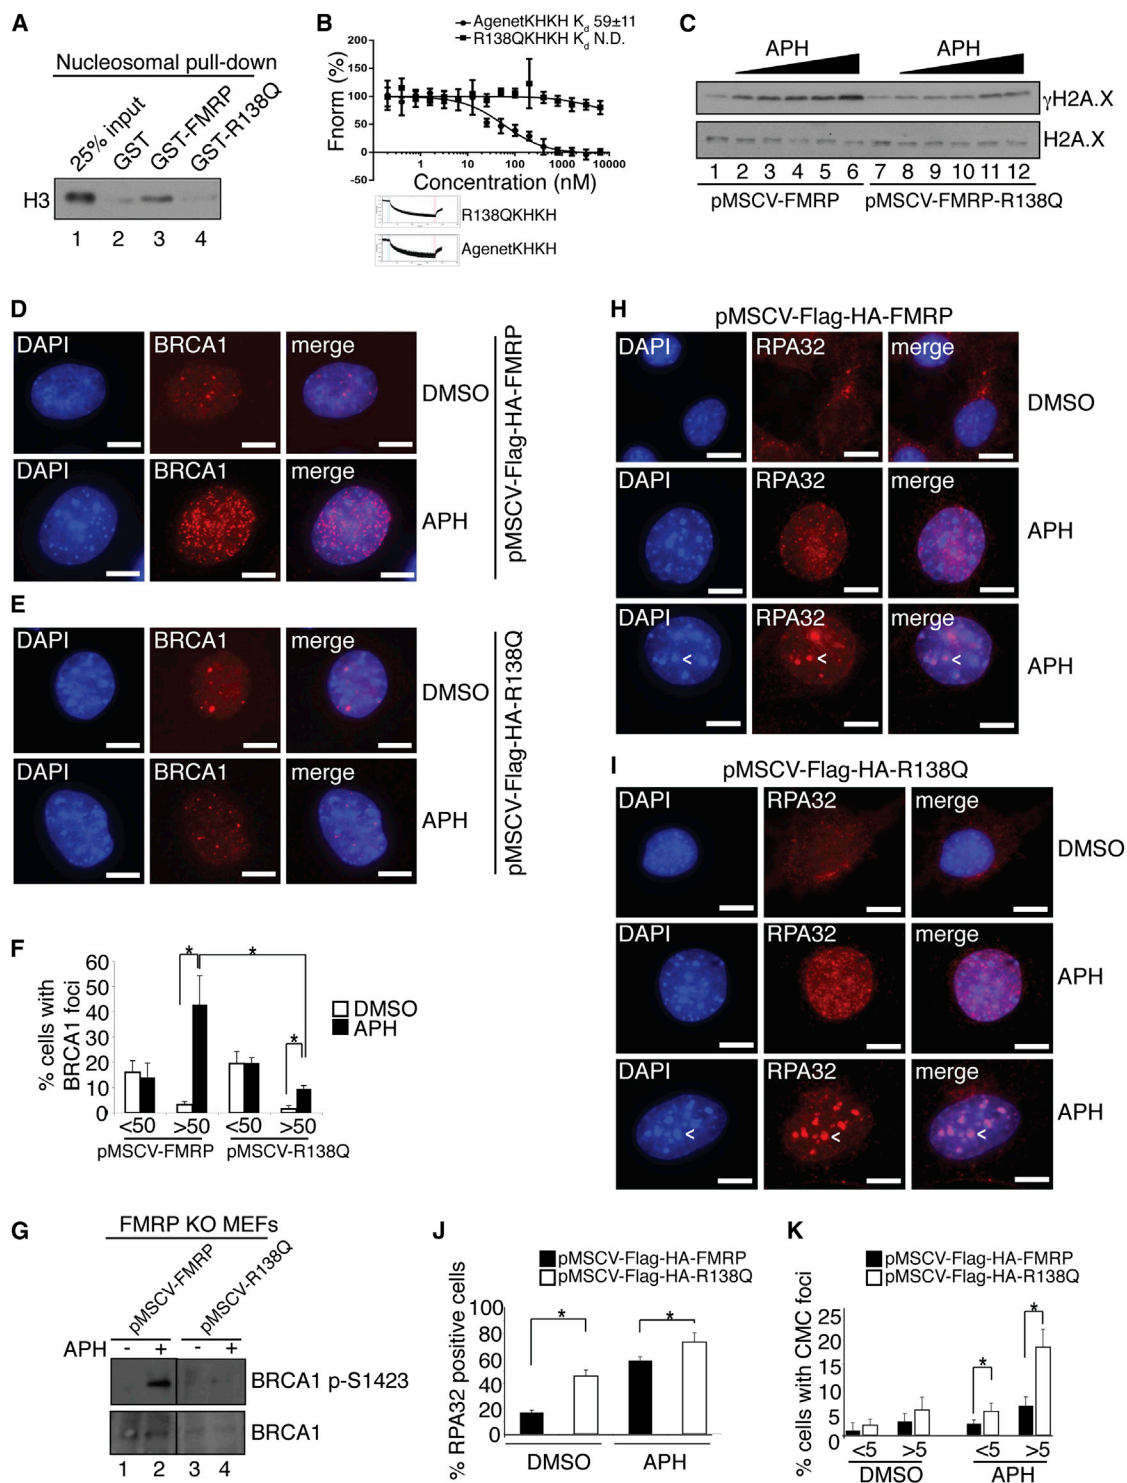 A
Nucleosomal pull-down
25% input
GST
GST-FMRP
GST-R138Q
H3
1 2 3 4
B
AgenetKHKH Kd 59±11
R138QKHKH Kd N.D.
Fnorm (%)
200
150
100
50
0
-50
1 10 100 1000 10000
Concentration (nM)
R138QKHKH
AgenetKHKH
C
APH APH
γH2A.X
H2A.X
1 2 3 4 5 6 7 8 9 10 11 12
pMSCV-FMRP pMSCV-FMRP-R138Q
D
DAPI BRCA1 merge
DMSO
DAPI BRCA1 merge
APH
pMSCV-Flag-HA-FMRP
E
DAPI BRCA1 merge
DMSO
DAPI BRCA1 merge
APH
pMSCV-Flag-HA-R138Q
F
% cells with
BRCA1 foci
60
50
40
30
20
10
0
* * *
DMSO
APH
<50 >50 <50 >50
pMSCV-FMRP pMSCV-R138Q
G
FMRP KO MEFs
pMSCV-FMRP
pMSCV-R138Q
APH - + - +
BRCA1 p-S1423
BRCA1
1 2 3 4
H
pMSCV-Flag-HA-FMRP
DAPI RPA32 merge
DMSO
DAPI RPA32 merge
APH
DAPI RPA32 merge
< < <
APH
I
pMSCV-Flag-HA-R138Q
DAPI RPA32 merge
DMSO
DAPI RPA32 merge
APH
DAPI RPA32 merge
< < <
APH
J
pMSCV-Flag-HA-FMRP
pMSCV-Flag-HA-R138Q
% RPA32 positive cells
100
80
60
40
20
0
* *
DMSO APH
K
pMSCV-Flag-HA-FMRP
pMSCV-Flag-HA-R138Q
% cells with CMC foci
25
20
15
10
5
0
* *
<5 >5 <5 >5
DMSO APH